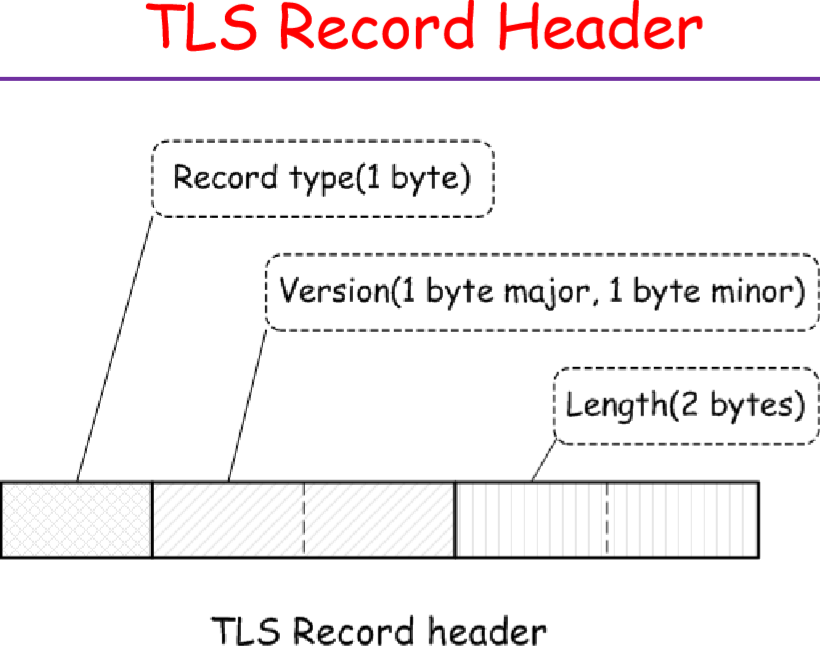 TLS Record Header
Record type(1 byte)
Version(1 byte major, 1 byte minor)
Length(2 bytes)
TLS Record header